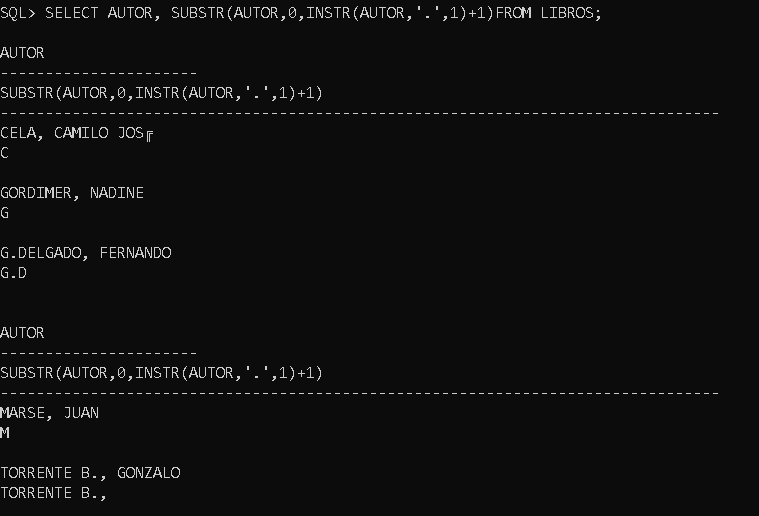 SQL> SELECT AUTOR, SUBSTR(AUTOR,0,INSTR(AUTOR,'.',1)+1)FROM LIBROS;
AUTOR
----------------------
SUBSTR(AUTOR,0,INSTR(AUTOR,'.',1)+1)
--------------------------------------------------------------------------------
CELA, CAMILO JOS╔
C
GORDIMER, NADINE
G
G.DELGADO, FERNANDO
G.D
AUTOR
----------------------
SUBSTR(AUTOR,0,INSTR(AUTOR,'.',1)+1)
--------------------------------------------------------------------------------
MARSE, JUAN
M
TORRENTE B., GONZALO
TORRENTE B.,